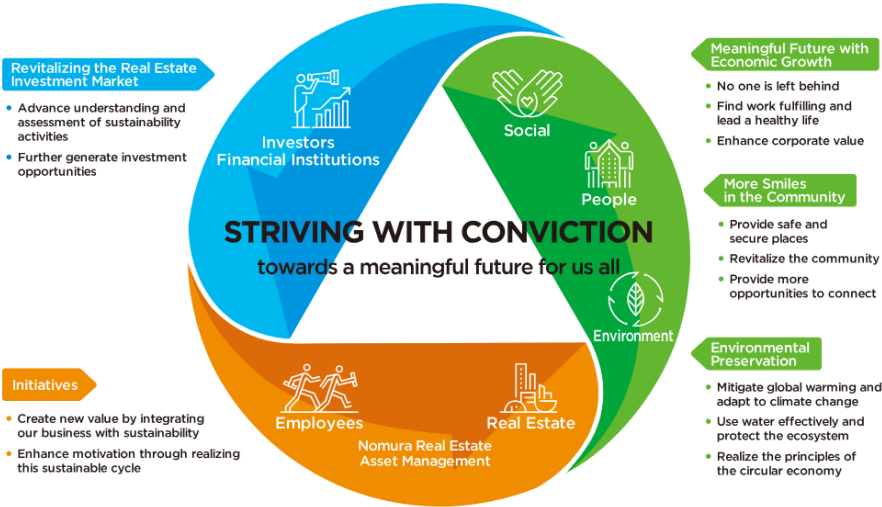 Revitalizing the Real Estate
Investment Market
• Advance understanding and
assessment of sustainability
activities
• Further generate investment
opportunities
Investors
Financial Institutions
Social
People
Environment
STRIVING WITH CONVICTION
towards a meaningful future for us all
Meaningful Future with
Economic Growth
• No one is left behind
• Find work fulfilling and
lead a healthy life
• Enhance corporate value
More Smiles
in the Community
• Provide safe and
secure places
• Revitalize the community
• Provide more
opportunities to connect
Environmental
Preservation
• Mitigate global warming and
adapt to climate change
• Use water effectively and
protect the ecosystem
• Realize the principles of
the circular economy
Initiatives
• Create new value by integrating
our business with sustainability
• Enhance motivation through realizing
this sustainable cycle
Employees
Real Estate
Nomura Real Estate
Asset Management